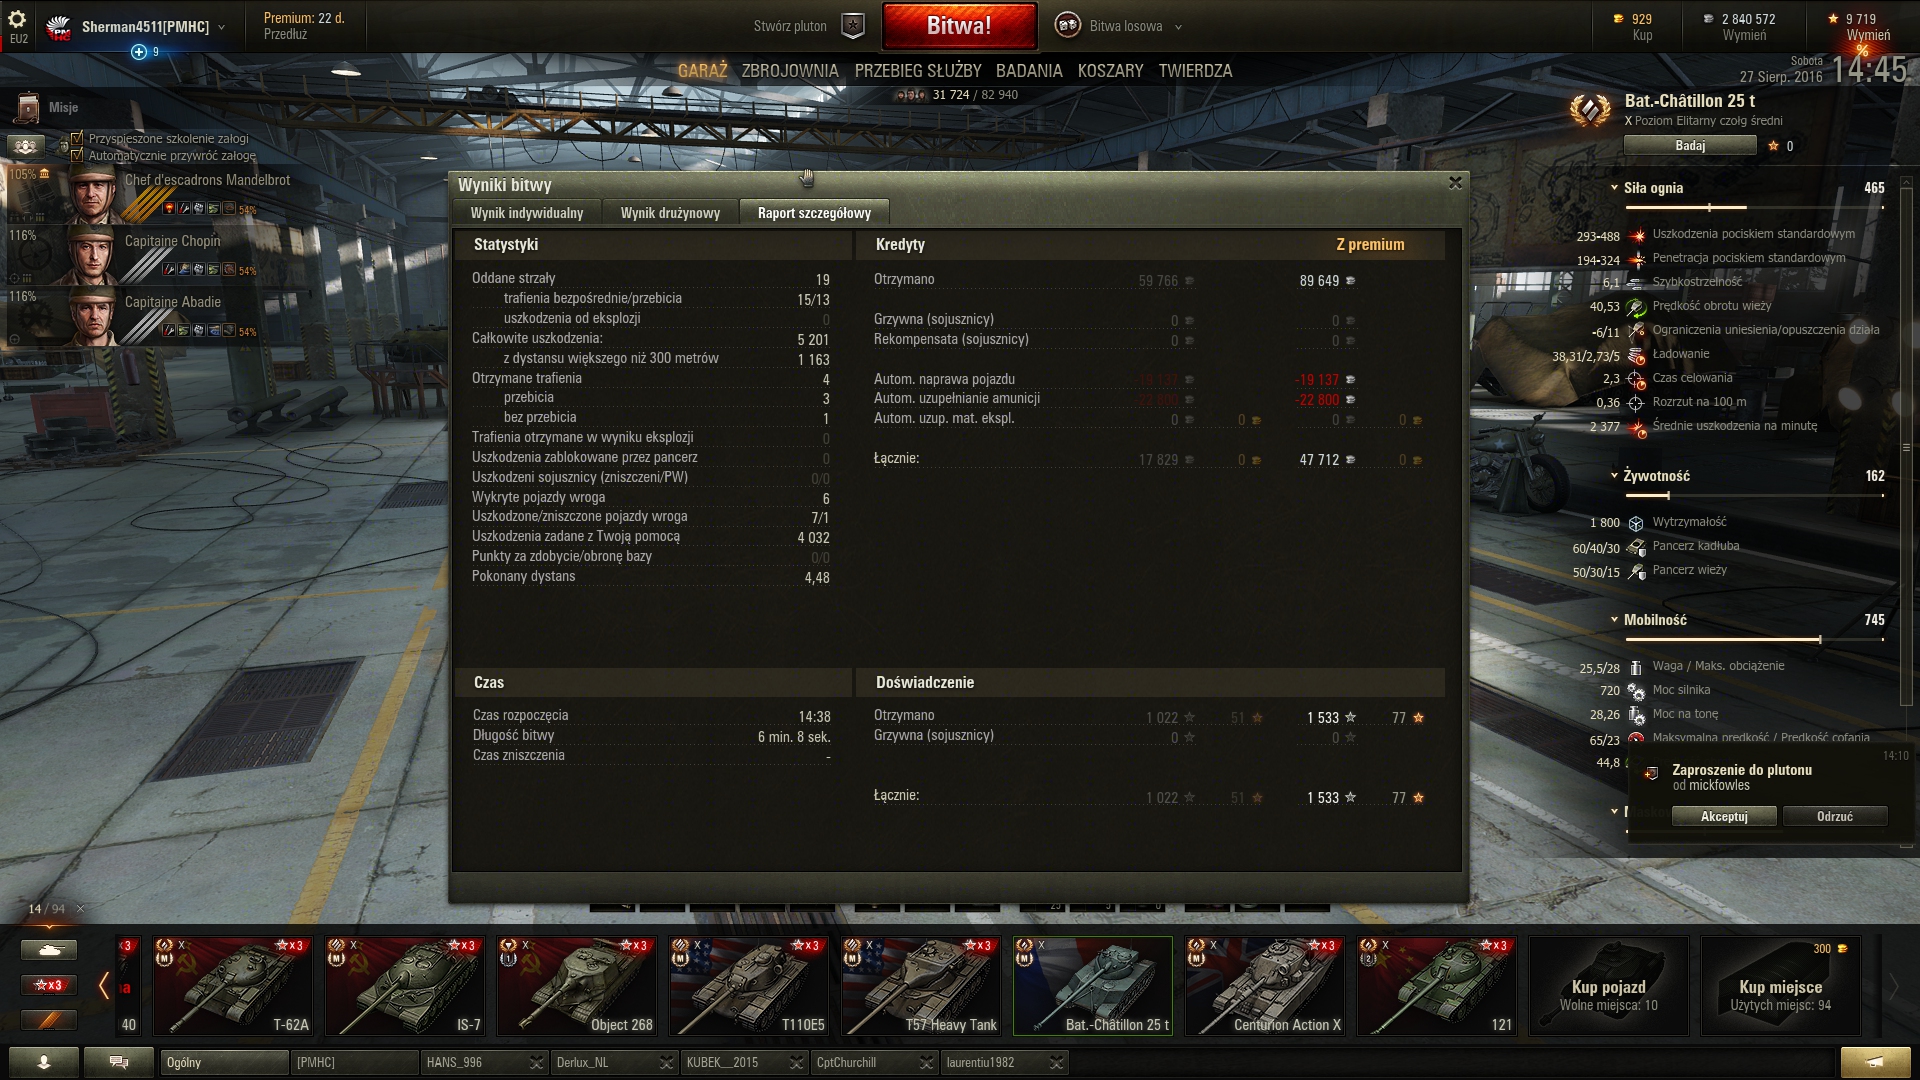 EU2
Sherman4511[PMHC]
9
Premium: 22 d.
Przedłuż
Stwórz pluton
Bitwa!
Bitwa losowa
929
Kup
2 840 572
Wymień
9 719
Wymień
%
GARAŻ ZBROJOWNIA PRZEBIEG SŁUŻBY BADANIA KOSZARY TWIERDZA
31 724 / 82 940
Sobota
27 Sierp. 2016
14:45
Misje
Przyspieszone szkolenie załogi
Automatycznie przywróć załogę
105%
Chef d'escadrons Mandelbrot
54%
116%
Capitaine Chopin
54%
116%
Capitaine Abadie
54%
Bat.-Châtillon 25 t
X Poziom Elitarny czołg średni
Badaj
0
Siła ognia 465
293-488 Uszkodzenia pociskiem standardowym
194-324 Penetracja pociskiem standardowym
6,1 Szybkostrzelność
40,53 Prędkość obrotu wieży
-6/11 Ograniczenia uniesienia/opuszczenia działa
38,31/2,73/5 Ładowanie
2,3 Czas celowania
0,36 Rozrzut na 100 m
2 377 Średnie uszkodzenia na minutę
Żywotność 162
1 800 Wytrzymałość
60/40/30 Pancerz kadłuba
50/30/15 Pancerz wieży
Mobilność 745
25,5/28 Waga / Maks. obciążenie
720 Moc silnika
28,26 Moc na tonę
65/23 Maksymalna prędkość / Prędkość cofania
44,8
14:10
Zaproszenie do plutonu
od mickfowles
Akceptuj
Odrzuć
Wyniki bitwy
Wynik indywidualny
Wynik drużynowy
Raport szczegółowy
Statystyki
Oddane strzały 19
trafienia bezpośrednie/przebicia 15/13
uszkodzenia od eksplozji 0
Całkowite uszkodzenia: 5 201
z dystansu większego niż 300 metrów 1 163
Otrzymane trafienia 4
przebicia 3
bez przebicia 1
Trafienia otrzymane w wyniku eksplozji 0
Uszkodzenia zablokowane przez pancerz 0
Uszkodzeni sojusznicy (zniszczeni/PW) 0/0
Wykryte pojazdy wroga 6
Uszkodzone/zniszczone pojazdy wroga 7/1
Uszkodzenia zadane z Twoją pomocą 4 032
Punkty za zdobycie/obronę bazy 0/0
Pokonany dystans 4,48
Kredyty Z premium
Otrzymano 59 766 89 649
Grzywna (sojusznicy) 0 0
Rekompensata (sojusznicy) 0 0
Autom. naprawa pojazdu -19 137 -19 137
Autom. uzupełnianie amunicji -22 800 -22 800
Autom. uzup. mat. ekspl. 0 0 0 0
Łącznie: 17 829 0 47 712 0
Czas
Czas rozpoczęcia 14:38
Długość bitwy 6 min. 8 sek.
Czas zniszczenia -
Doświadczenie
Otrzymano 1 022 51 1 533 77
Grzywna (sojusznicy) 0 0
Łącznie: 1 022 51 1 533 77
14 / 94
x3
40
X x3 T-62A
X x3 IS-7
X x3 Object 268
X x3 T110E5
X x3 T57 Heavy Tank
X Bat.-Châtillon 25 t
X x3 Centurion Action X
X x3 121
Kup pojazd
Wolne miejsca: 10
300
Kup miejsce
Użytych miejsc: 94
Ogólny
[PMHC]
HANS_996
Derlux_NL
KUBEK__2015
CptChurchill
laurentiu1982